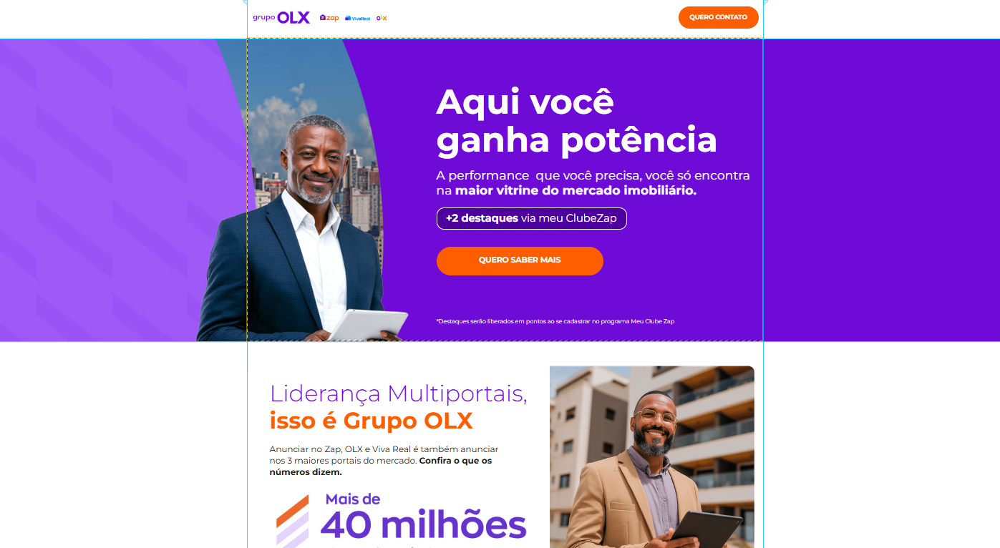 grupo OLX zap VivaReal olx
QUERO CONTATO
Aqui você
ganha potência
A performance que você precisa, você só encontra
na maior vitrine do mercado imobiliário.
+2 destaques via meu ClubeZap
QUERO SABER MAIS
*Destaques serão liberados em pontos ao se cadastrar no programa Meu Clube Zap
Liderança Multiportais,
isso é Grupo OLX
Anunciar no Zap, OLX e Viva Real é também anunciar
nos 3 maiores portais do mercado. Confira o que os
números dizem.
Mais de
40 milhões